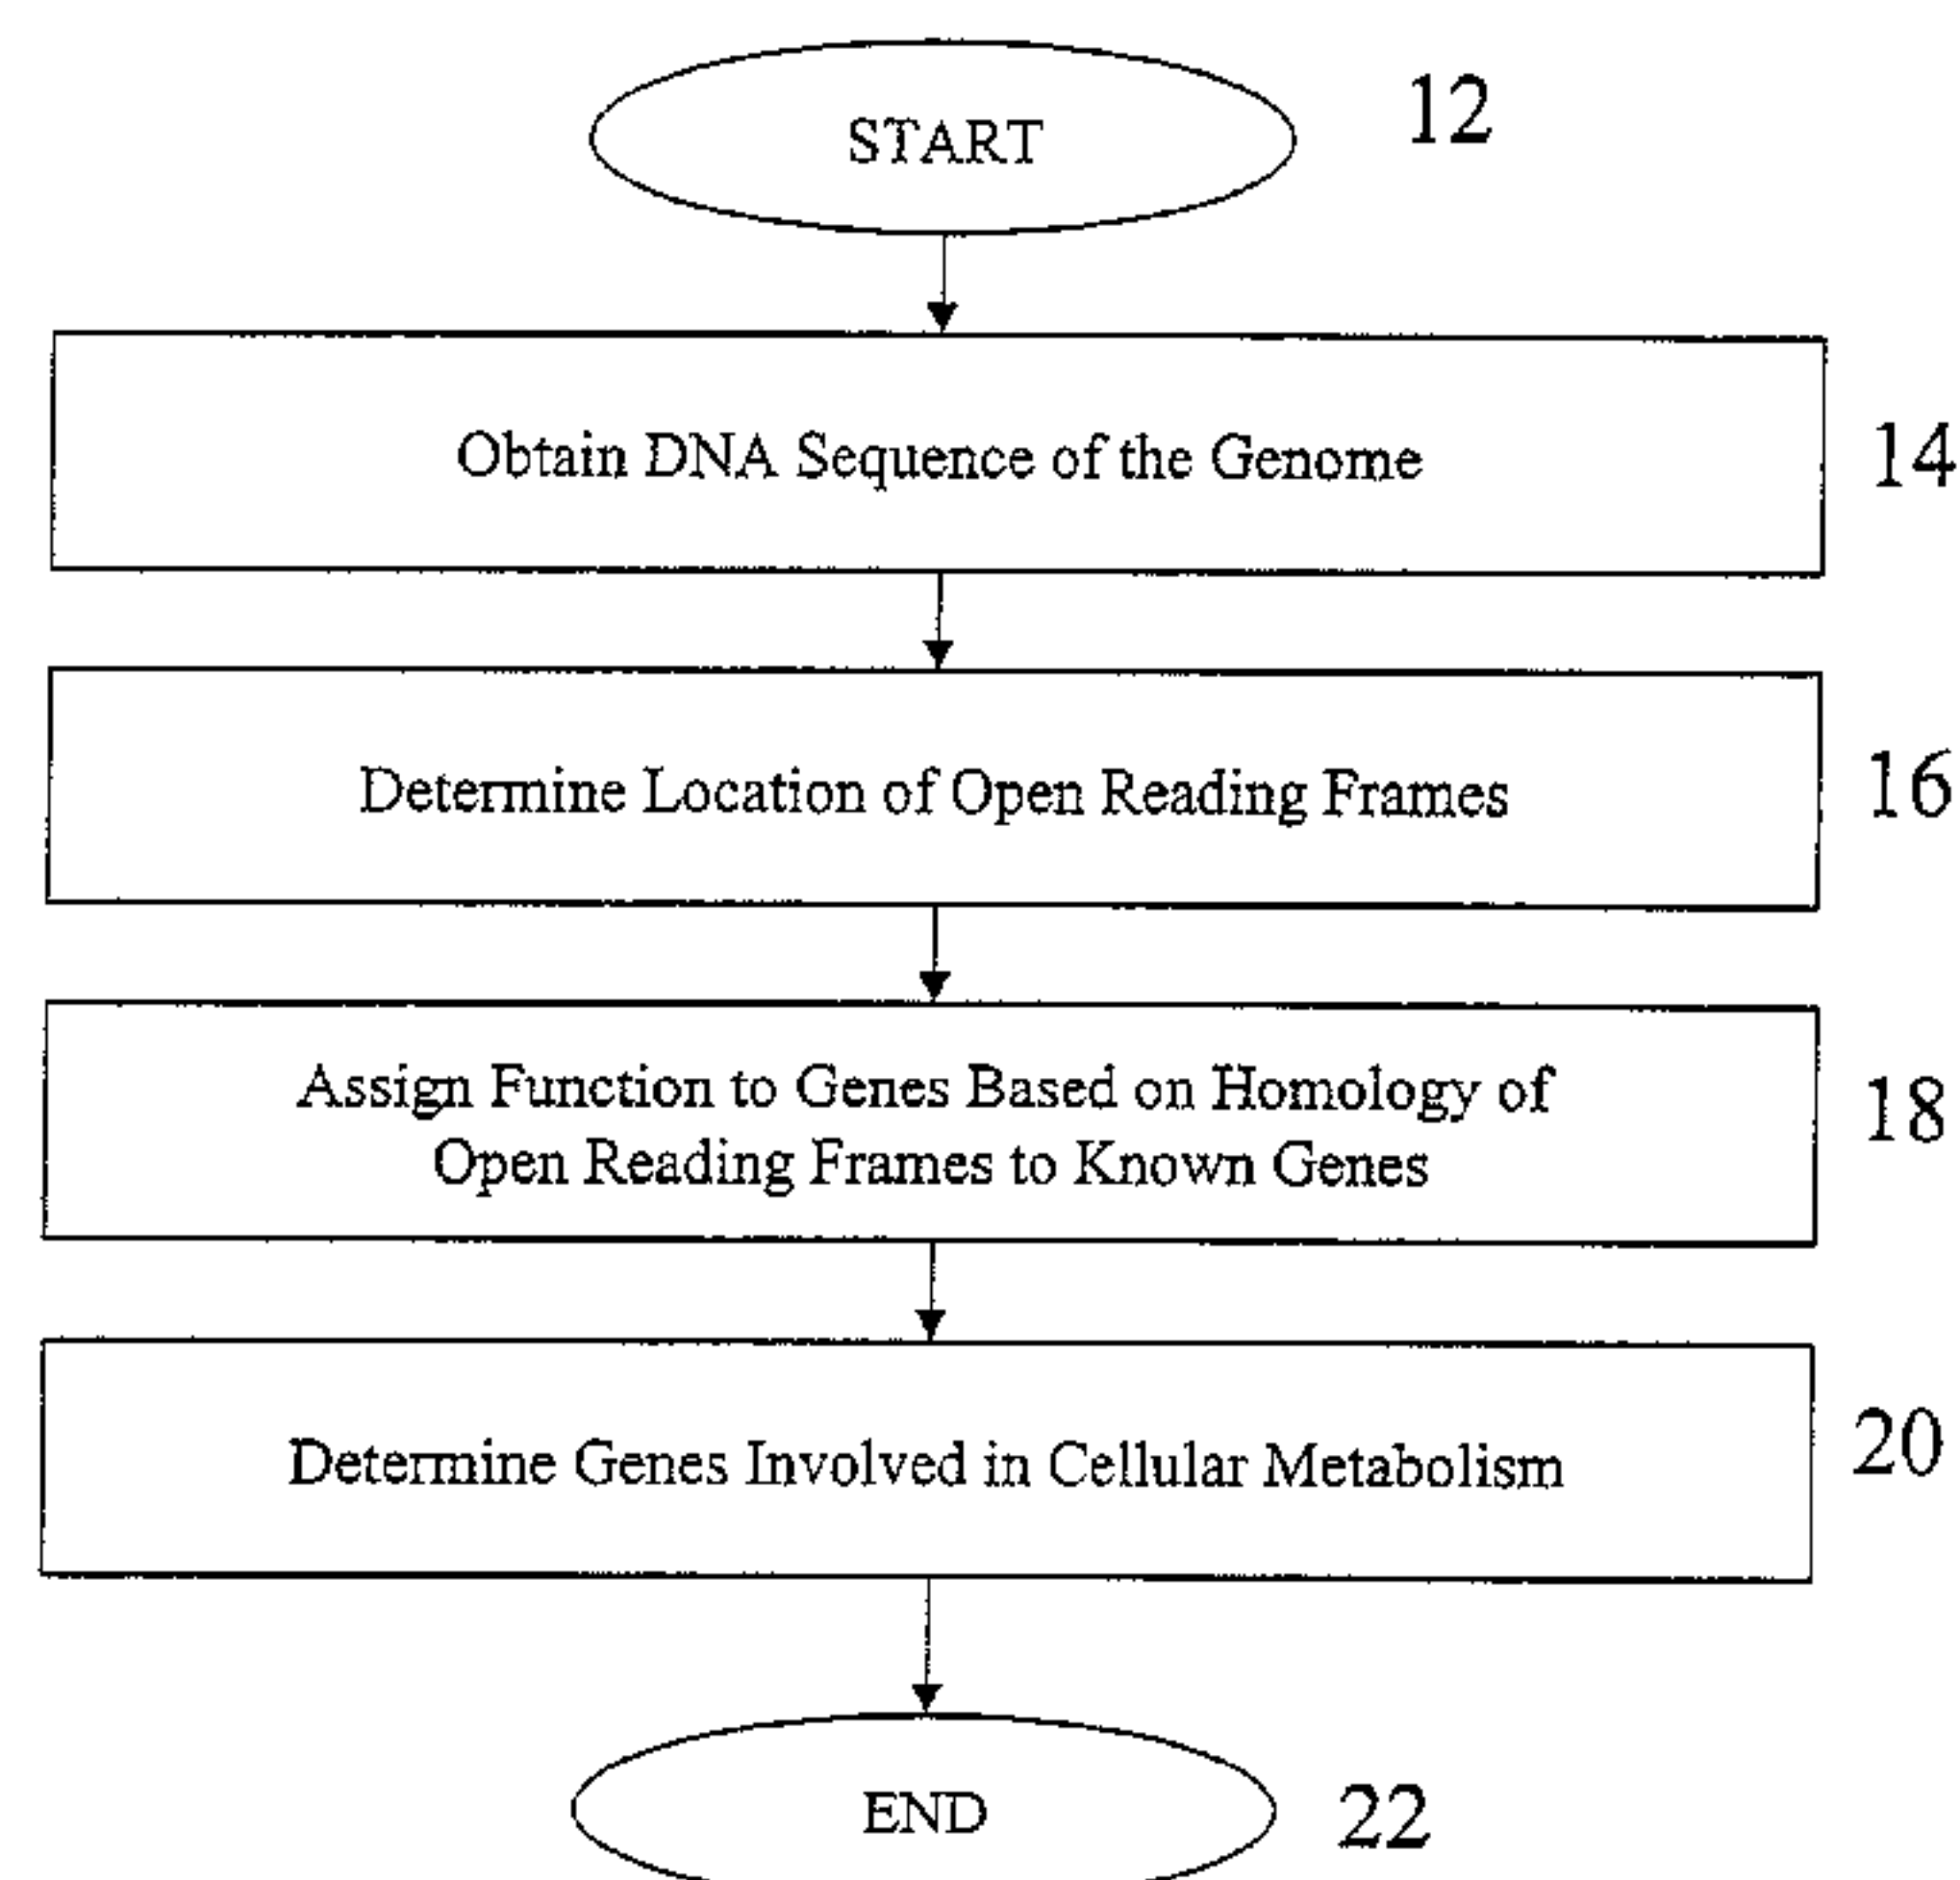 START
12
Obtain DNA Sequence of the Genome
14
Determine Location of Open Reading Frames
16
Assign Function to Genes Based on Homology of
Open Reading Frames to Known Genes
18
Determine Genes Involved in Cellular Metabolism
20
END
22